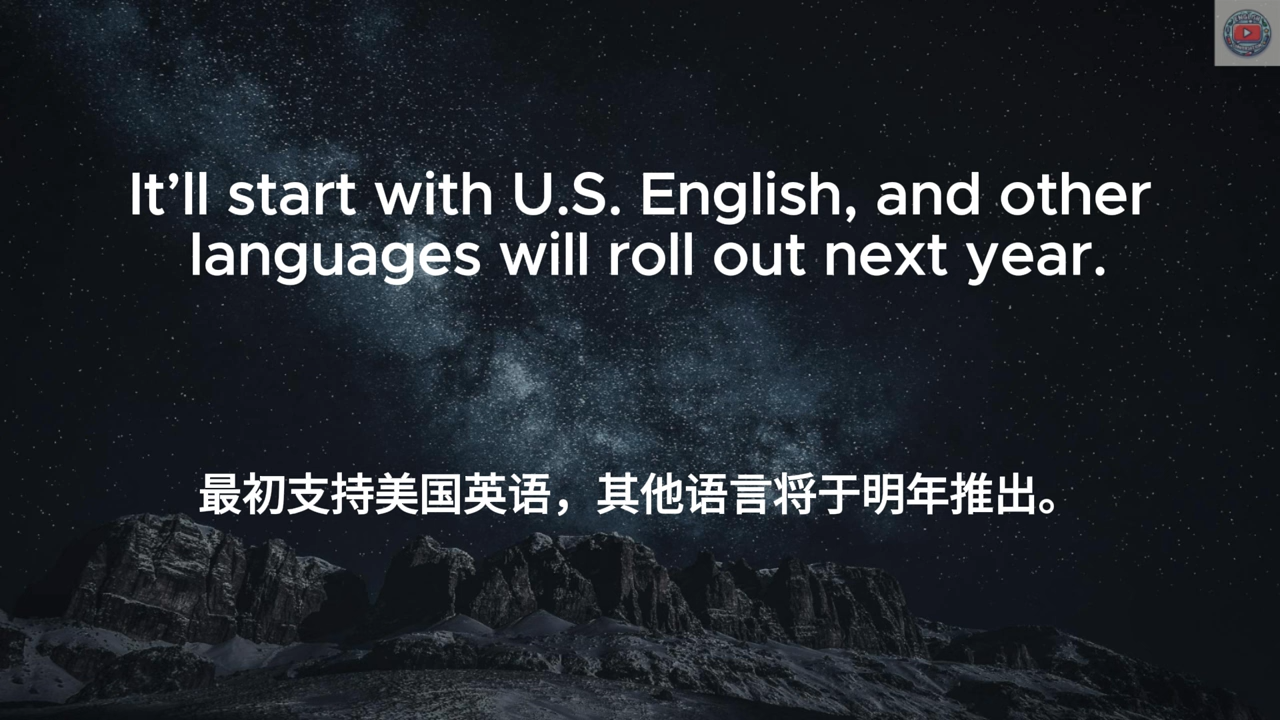 It’ll start with U.S. English, and other
languages will roll out next year.
最初支持美国英语，其他语言将于明年推出。